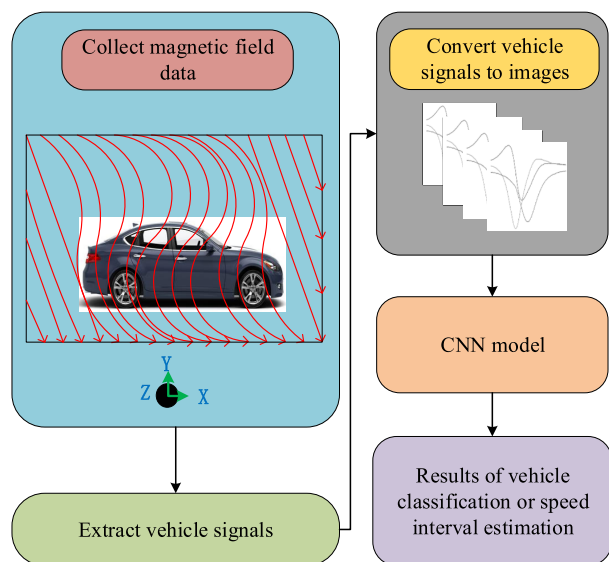 Collect magnetic field
data
Y
Z
X
Extract vehicle signals
Convert vehicle
signals to images
CNN model
Results of vehicle
classification or speed
interval estimation